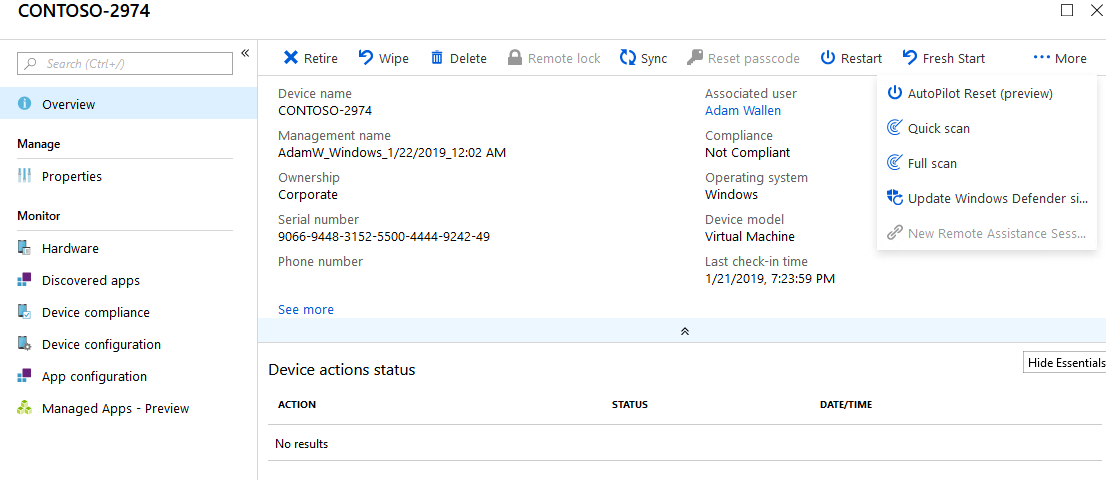 CONTOSO-2974
Search (Ctrl+/)
Overview
Manage
Properties
Monitor
Hardware
Discovered apps
Device compliance
Device configuration
App configuration
Managed Apps - Preview
Retire
Wipe
Delete
Remote lock
Sync
Reset passcode
Restart
Fresh Start
More
AutoPilot Reset (preview)
Quick scan
Full scan
Update Windows Defender si...
New Remote Assistance Sess...
Device name
CONTOSO-2974
Management name
AdamW_Windows_1/22/2019_12:02 AM
Ownership
Corporate
Serial number
9066-9448-3152-5500-4444-9242-49
Phone number
See more
Associated user
Adam Wallen
Compliance
Not Compliant
Operating system
Windows
Device model
Virtual Machine
Last check-in time
1/21/2019, 7:23:59 PM
Hide Essentials
Device actions status
ACTION STATUS DATE/TIME
No results